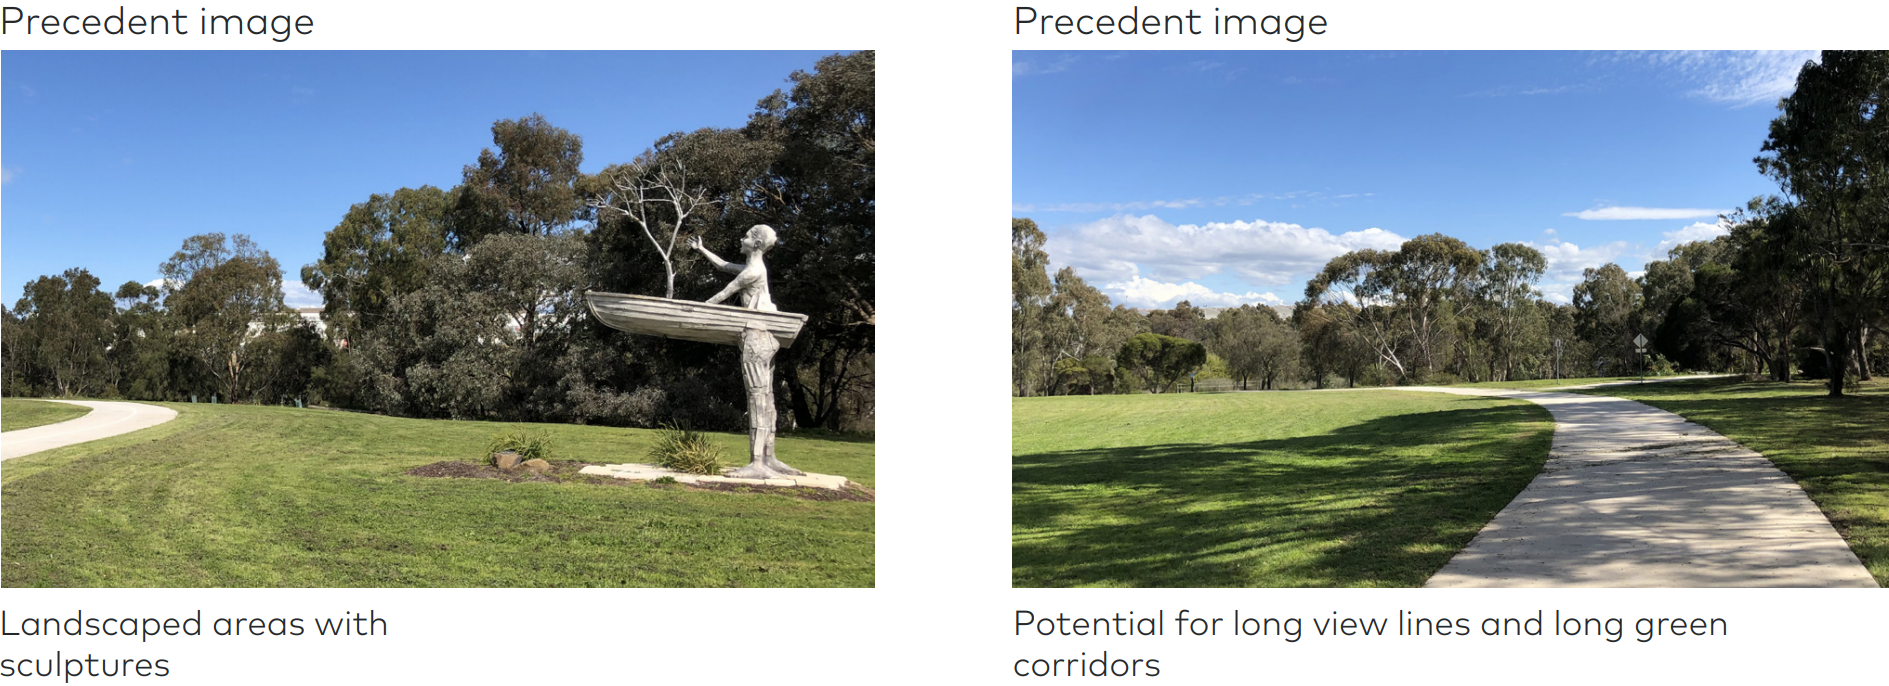 Precedent image
Landscaped areas with
sculptures
Precedent image
Potential for long view lines and long green
corridors